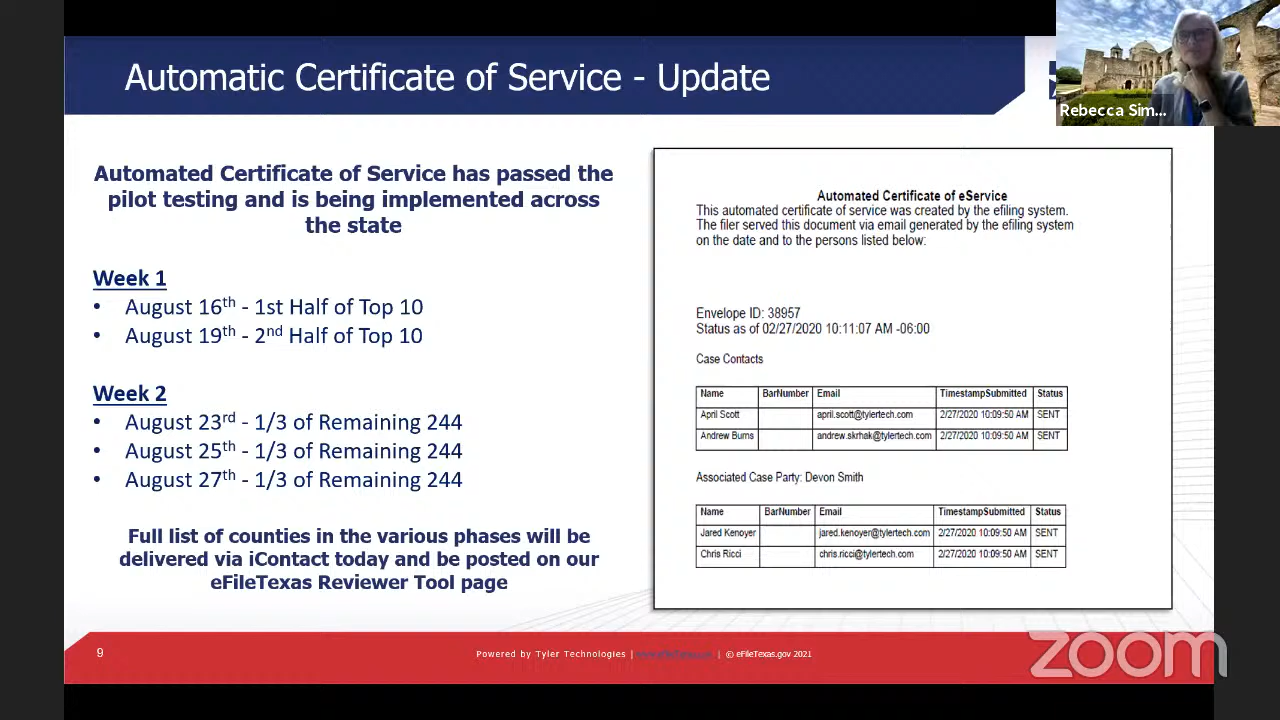 Automatic Certificate of Service - Update
Rebecca Sim...
Automated Certificate of Service has passed the
pilot testing and is being implemented across
the state
Week 1
• August 16th - 1st Half of Top 10
• August 19th - 2nd Half of Top 10
Week 2
• August 23rd - 1/3 of Remaining 244
• August 25th - 1/3 of Remaining 244
• August 27th - 1/3 of Remaining 244
Full list of counties in the various phases will be
delivered via iContact today and be posted on our
eFileTexas Reviewer Tool page
Automated Certificate of eService
This automated certificate of service was created by the efiling system.
The filer served this document via email generated by the efiling system
on the date and to the persons listed below:
Envelope ID: 38957
Status as of 02/27/2020 10:11:07 AM -06:00
Case Contacts
Name BarNumber Email TimestampSubmitted Status
April Scott april.scott@tylertech.com 2/27/2020 10:09:50 AM SENT
Andrew Burns andrew.skrhak@tylertech.com 2/27/2020 10:09:50 AM SENT
Associated Case Party: Devon Smith
Name BarNumber Email TimestampSubmitted Status
Jared Kenoyer jared.kenoyer@tylertech.com 2/27/2020 10:09:50 AM SENT
Chris Ricci chris.ricci@tylertech.com 2/27/2020 10:09:50 AM SENT
9
Powered by Tyler Technologies | | © eFileTexas.gov 2021
zoom